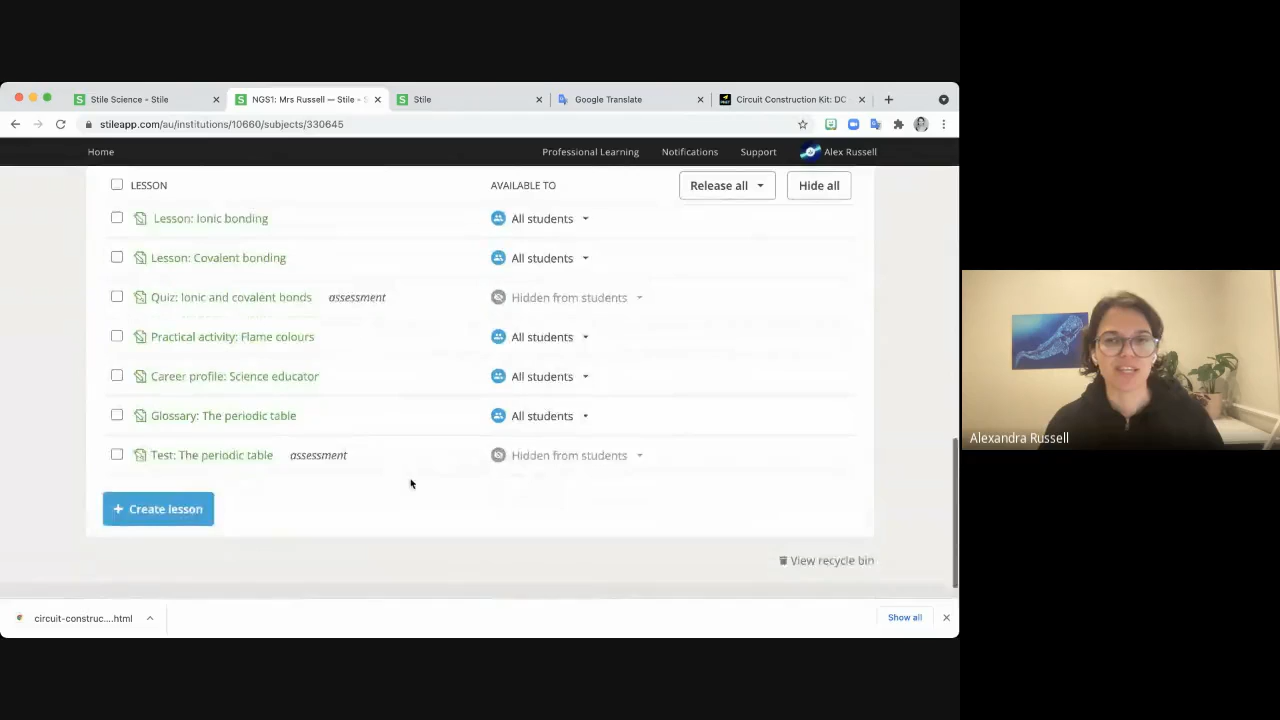 Stile Science - Stile
NGS1: Mrs Russell — Stile - S
Stile
Google Translate
Circuit Construction Kit: DC
stileapp.com/au/institutions/10660/subjects/330645
Home
Professional Learning
Notifications
Support
Alex Russell
LESSON
AVAILABLE TO
Release all
Hide all
Lesson: Ionic bonding
All students
Lesson: Covalent bonding
All students
Quiz: Ionic and covalent bonds assessment
Hidden from students
Practical activity: Flame colours
All students
Career profile: Science educator
All students
Glossary: The periodic table
All students
Test: The periodic table assessment
Hidden from students
+ Create lesson
View recycle bin
circuit-construc....html
Show all
Alexandra Russell